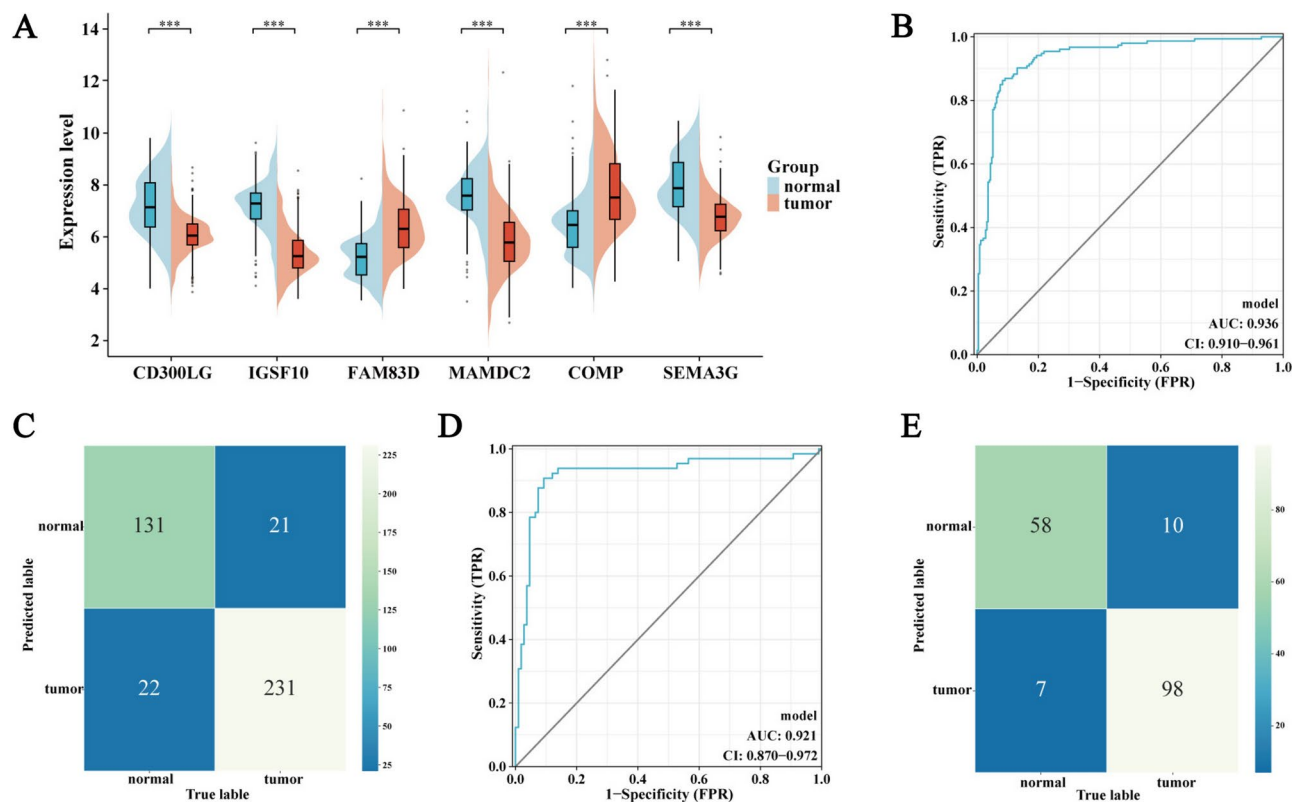 A
***
***
***
***
***
***
14
12
10
8
6
4
2
Expression level
CD300LG
IGSF10
FAM83D
MAMDC2
COMP
SEMA3G
Group
normal
tumor
B
1.0
0.8
0.6
0.4
0.2
0.0
Sensitivity (TPR)
model
AUC: 0.936
CI: 0.910−0.961
0.0
0.2
0.4
0.6
0.8
1.0
1−Specificity (FPR)
C
Predicted lable
normal
131
21
tumor
22
231
normal
tumor
True lable
225
200
175
150
125
100
75
50
25
D
1.0
0.8
0.6
0.4
0.2
0.0
Sensitivity (TPR)
model
AUC: 0.921
CI: 0.870−0.972
0.0
0.2
0.4
0.6
0.8
1.0
1−Specificity (FPR)
E
Predicted lable
normal
58
10
tumor
7
98
normal
tumor
True lable
80
60
40
20